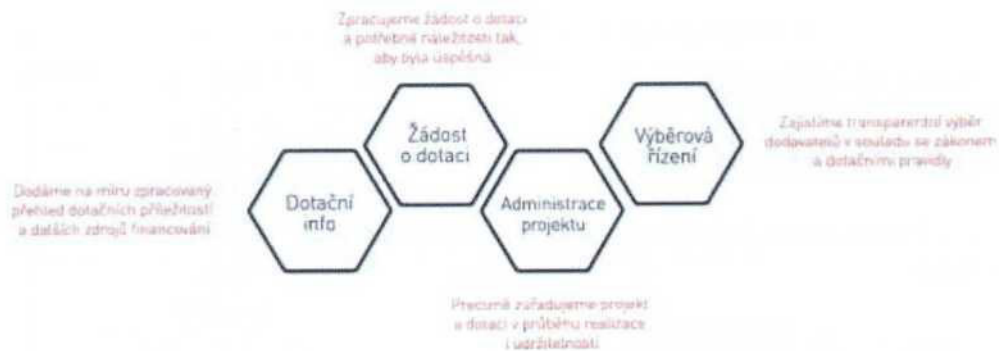 Zpracujeme žádost o dotaci
a potřebné náležitosti tak,
aby byla úspěšná
Žádost
o dotaci
Výběrová
řízení
Zajistíme transparentní výběr
dodavatelů v souladu se zákonem
a dotačními pravidly
Dodáme na míru zpracovaný
přehled dotačních příležitostí
a dalších zdrojů financování
Dotační
info
Administrace
projektu
Precizně zúřadujeme projekt
a dotaci v průběhu realizace
i udržitelnosti